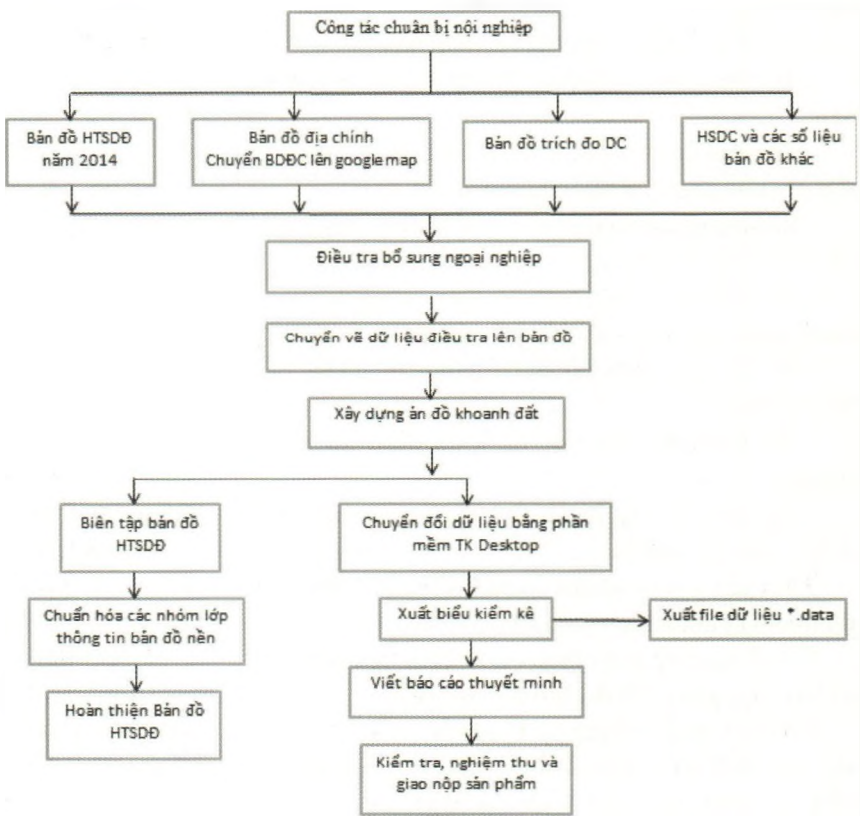 Công tác chuẩn bị nội nghiệp
Bản đồ HTSDĐ
năm 2014
Bản đồ địa chính
Chuyển BDĐC lên google map
Bản đồ trích đo DC
HSDC và các số liệu
bản đồ khác
Điều tra bổ sung ngoại nghiệp
Chuyển vẽ dữ liệu điều tra lên bản đồ
Xây dựng ản đồ khoanh đất
Biên tập bản đồ
HTSDĐ
Chuyển đổi dữ liệu bằng phần
mềm TK Desktop
Chuẩn hóa các nhóm lớp
thông tin bản đồ nền
Xuất biểu kiểm kê
Xuất file dữ liệu *.data
Viết báo cáo thuyết minh
Hoàn thiện Bản đồ
HTSDĐ
Kiểm tra, nghiệm thu và
giao nộp sản phẩm